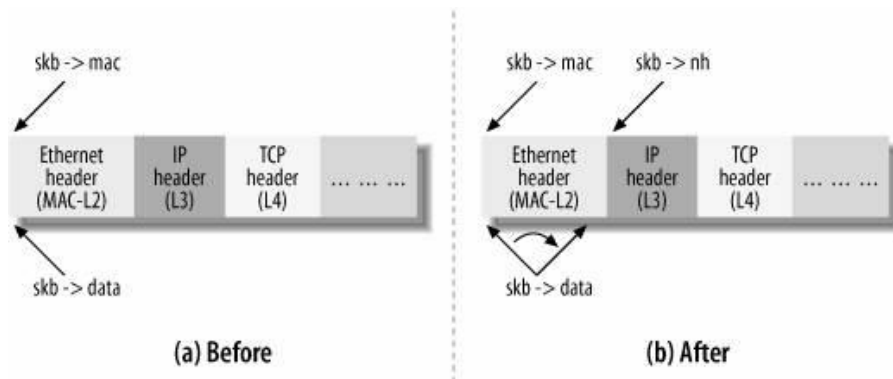 skb -> mac
Ethernet
header
(MAC-L2)
IP
header
(L3)
TCP
header
(L4)
... ... ...
skb -> data
(a) Before
skb -> mac
skb -> nh
Ethernet
header
(MAC-L2)
IP
header
(L3)
TCP
header
(L4)
... ... ...
skb -> data
(b) After